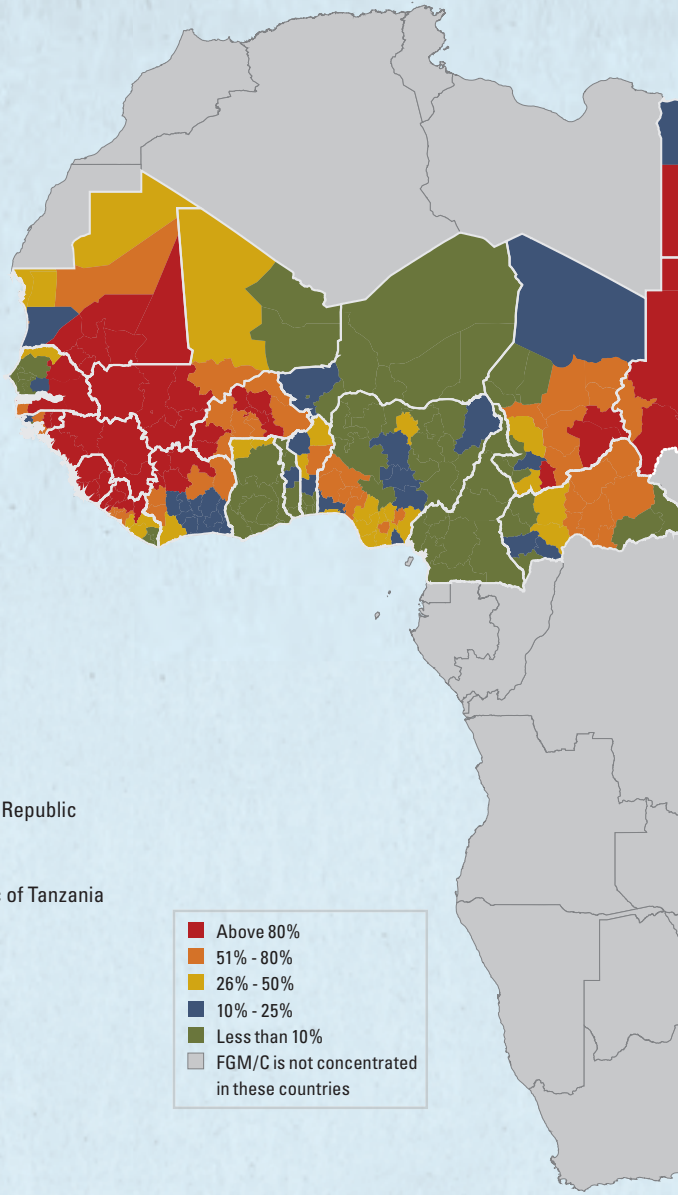 Republic
of Tanzania
Above 80%
51% - 80%
26% - 50%
10% - 25%
Less than 10%
FGM/C is not concentrated
in these countries